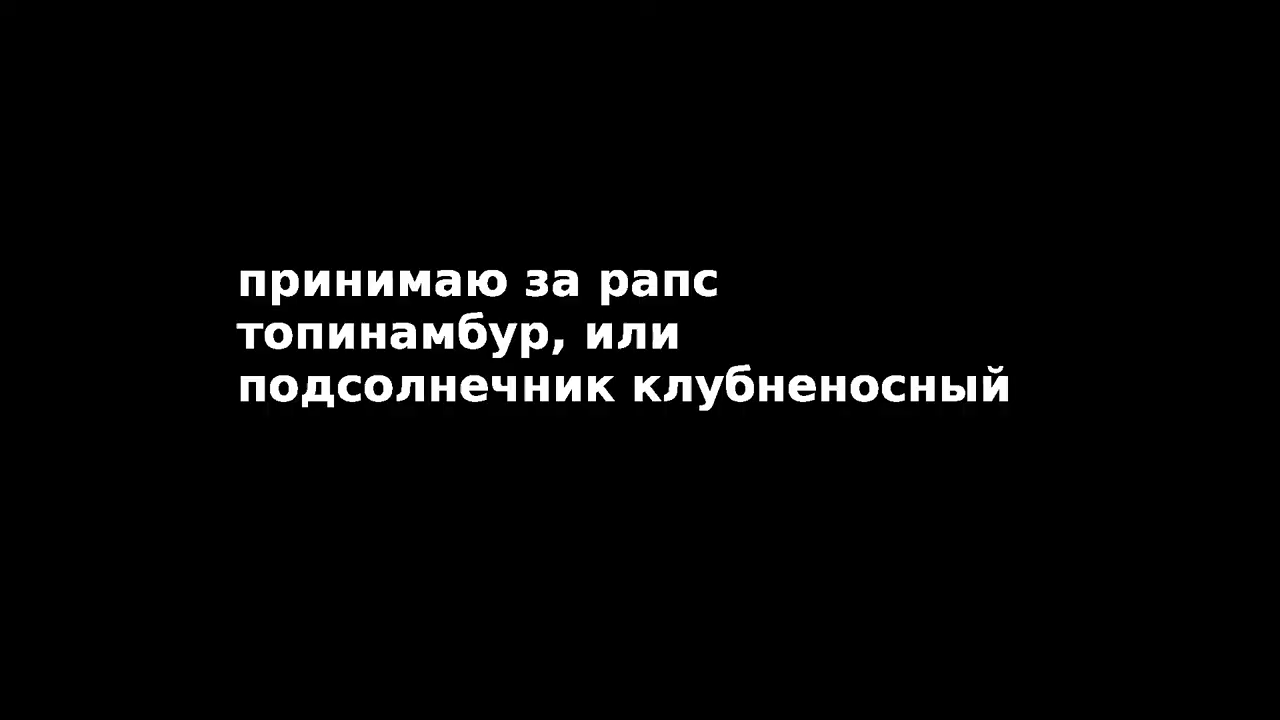 принимаю за рапс
топинамбур, или
подсолнечник клубненосный